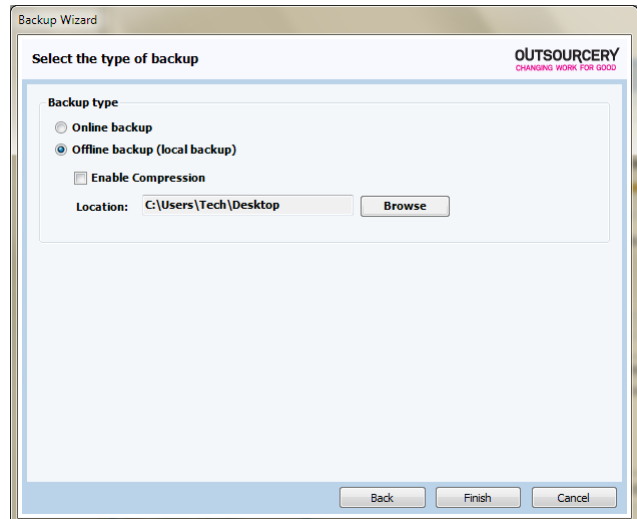 Backup Wizard
Select the type of backup
OUTSOURCERY
CHANGING WORK FOR GOOD
Backup type
Online backup
Offline backup (local backup)
Enable Compression
Location: C:\Users\Tech\Desktop Browse
Back Finish Cancel